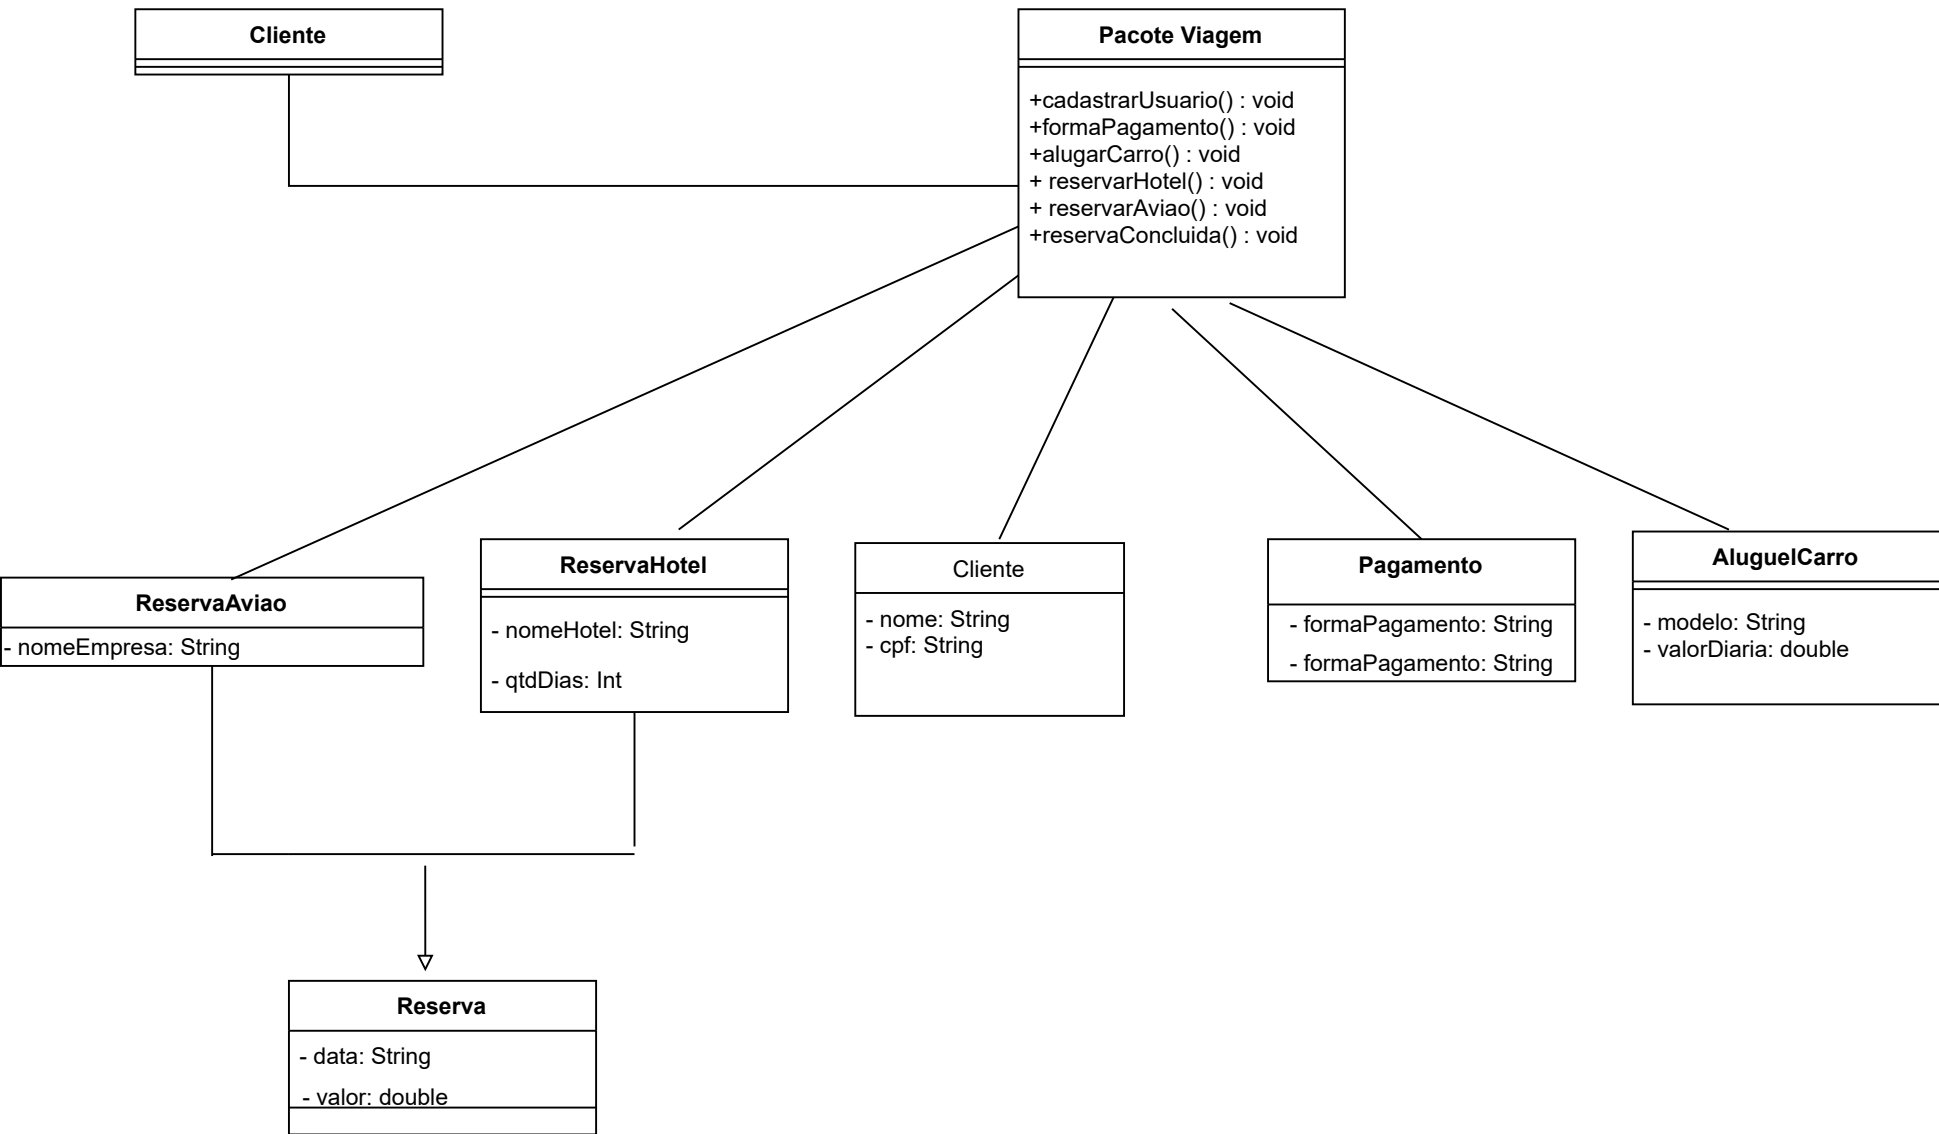 Cliente
Pacote Viagem
+cadastrarUsuario() : void
+formaPagamento() : void
+alugarCarro() : void
+ reservarHotel() : void
+ reservarAviao() : void
+reservaConcluida() : void
ReservaAviao
- nomeEmpresa: String
ReservaHotel
- nomeHotel: String
- qtdDias: Int
Cliente
- nome: String
- cpf: String
Pagamento
- formaPagamento: String
- formaPagamento: String
AluguelCarro
- modelo: String
- valorDiaria: double
Reserva
- data: String
- valor: double